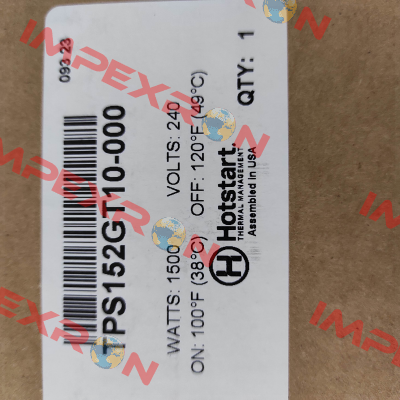 093 23
TPS152GT10-000
WATTS: 1500 VOLTS: 240
ON: 100°F (38°C) OFF: 120°F (49°C)
H Hotstart.
THERMAL MANAGEMENT
Assembled in USA
QTY: 1
IMPEXRON
IMPEXRON
IMPEXRON
IMPEXRON